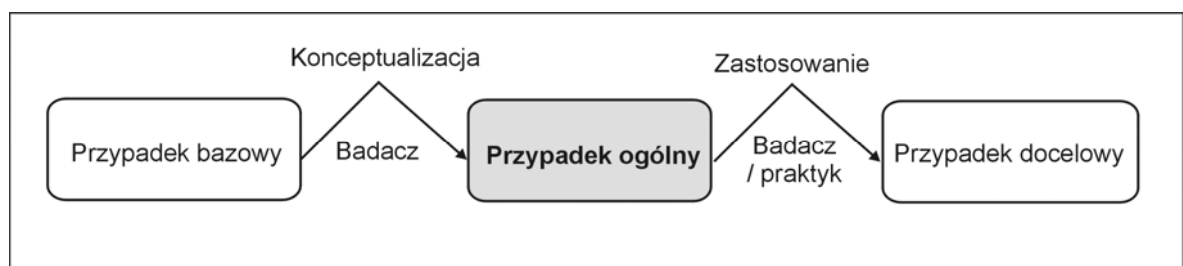 Konceptualizacja
Zastosowanie
Przypadek bazowy
Badacz
Przypadek ogólny
Badacz
/ praktyk
Przypadek docelowy